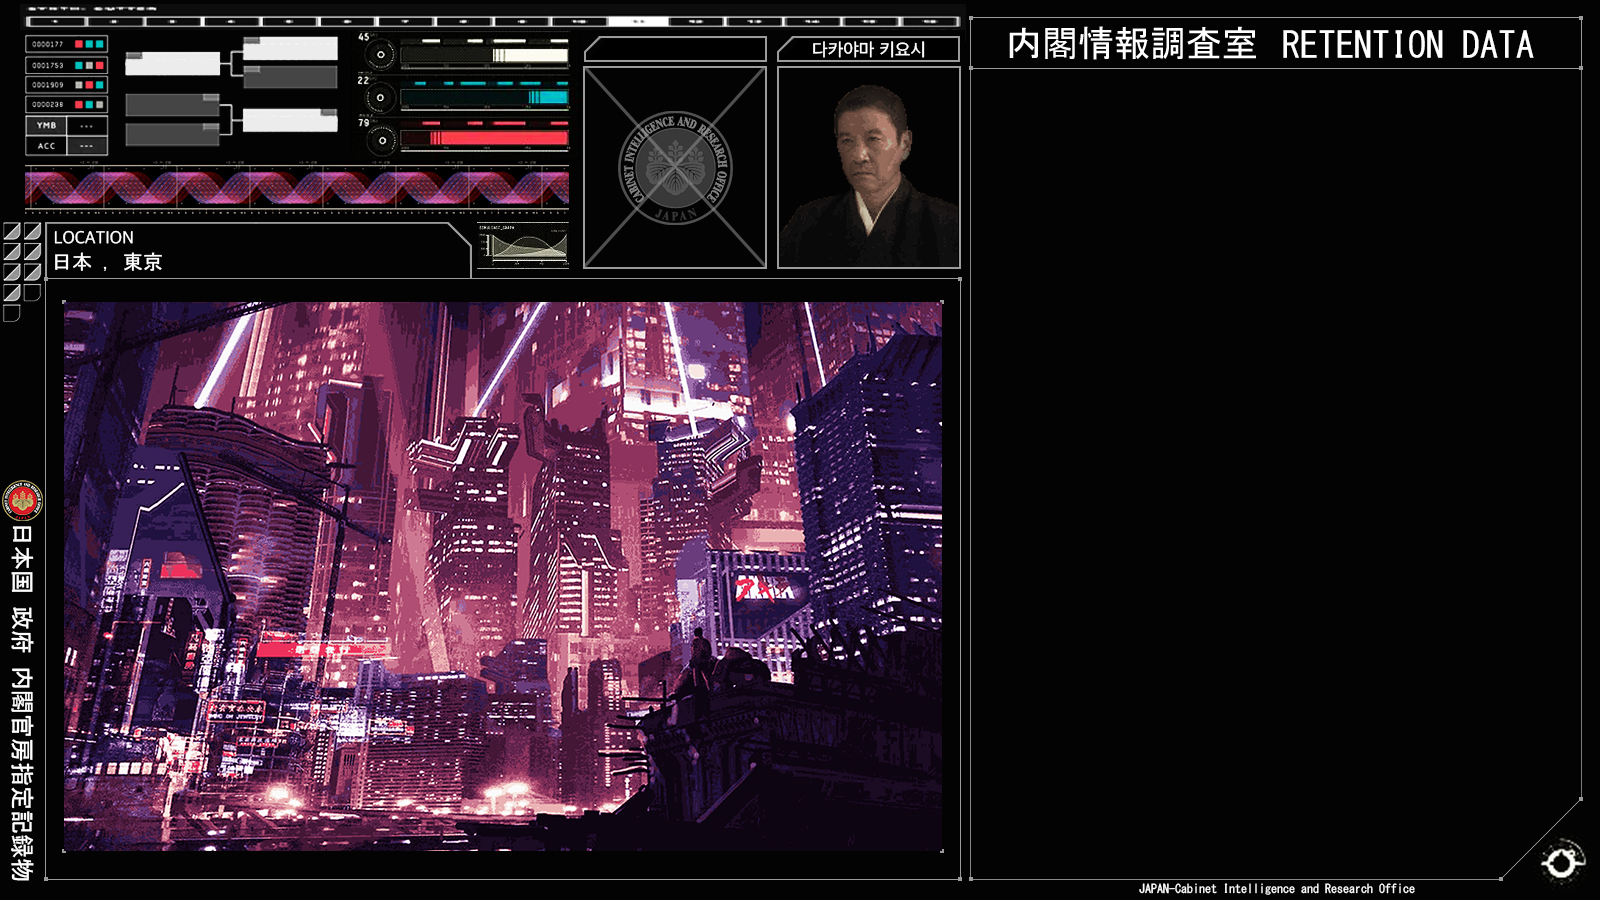 0000177
0001753
0001909
0000238
YMB ---
ACC ---
45
22
79
다카야마 키요시
CABINET INTELLIGENCE AND RESEARCH OFFICE
JAPAN
LOCATION
日本 , 東京
日本国 政府 内閣官房指定記録物
内閣情報調査室 RETENTION DATA
JAPAN-Cabinet Intelligence and Research Office